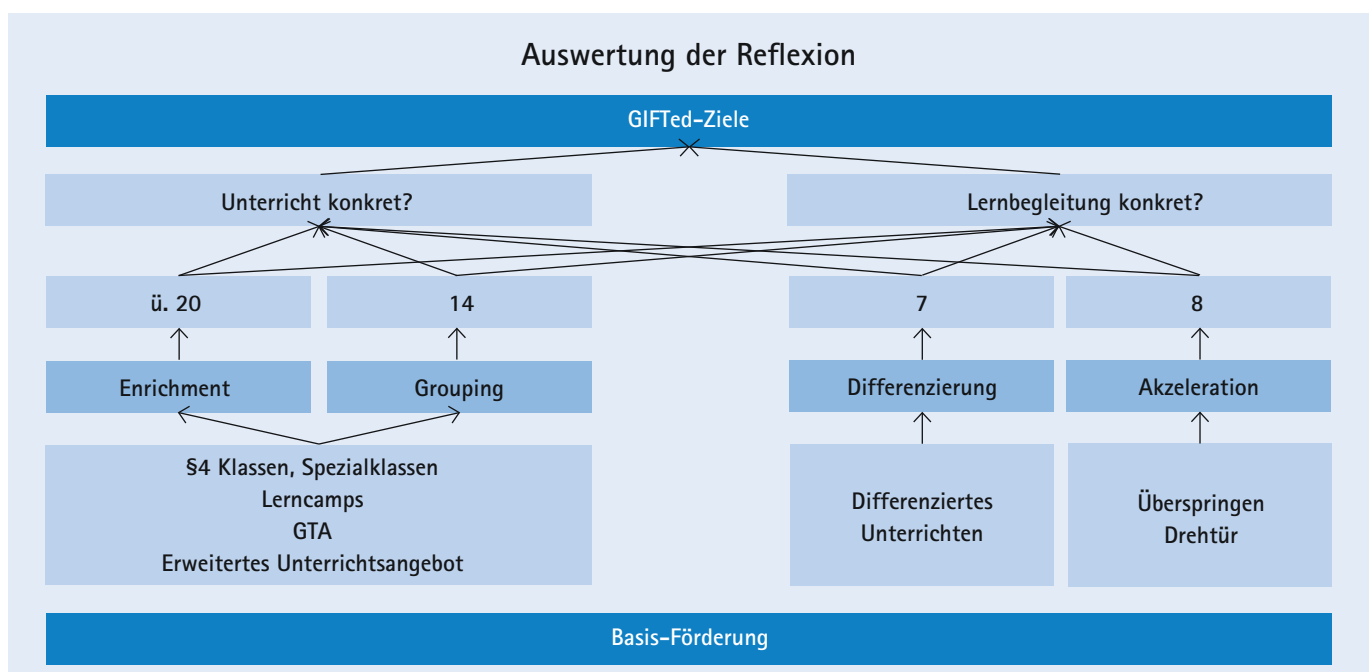 Auswertung der Reflexion
GIFTed-Ziele
Unterricht konkret?
Lernbegleitung konkret?
ü. 20
14
7
8
Enrichment
Grouping
Differenzierung
Akzeleration
§4 Klassen, Spezialklassen
Lerncamps
GTA
Erweitertes Unterrichtsangebot
Differenziertes
Unterrichten
Überspringen
Drehtür
Basis-Förderung